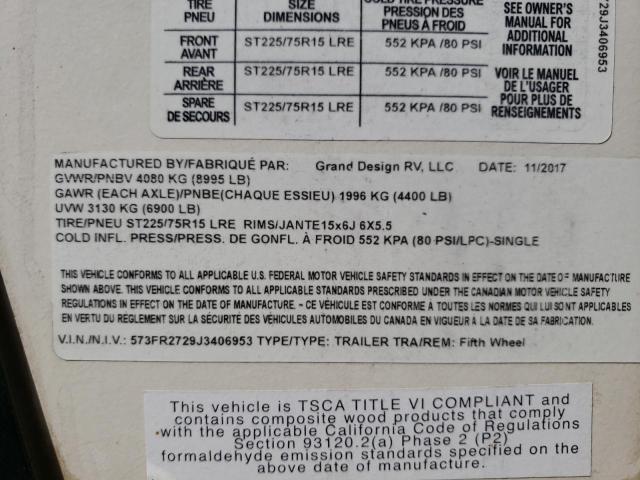 TIRE SIZE COLD TIRE PRESSURE
PNEU DIMENSIONS PRESSION DES
PNEUS À FROID
FRONT
AVANT ST225/75R15 LRE 552 KPA /80 PSI
REAR
ARRIÈRE ST225/75R15 LRE 552 KPA /80 PSI
SPARE
DE SECOURS ST225/75R15 LRE 552 KPA /80 PSI
SEE OWNER'S
MANUAL FOR
ADDITIONAL
INFORMATION
VOIR LE MANUEL
DE L'USAGER
POUR PLUS DE
RENSEIGNEMENTS
729J3406953
MANUFACTURED BY/FABRIQUÉ PAR: Grand Design RV, LLC DATE: 11/2017
GVWR/PNBV 4080 KG (8995 LB)
GAWR (EACH AXLE)/PNBE(CHAQUE ESSIEU) 1996 KG (4400 LB)
UVW 3130 KG (6900 LB)
TIRE/PNEU ST225/75R15 LRE RIMS/JANTE15x6J 6X5.5
COLD INFL. PRESS/PRESS. DE GONFL. À FROID 552 KPA (80 PSI/LPC)-SINGLE
THIS VEHICLE CONFORMS TO ALL APPLICABLE U.S. FEDERAL MOTOR VEHICLE SAFETY STANDARDS IN EFFECT ON THE DATE OF MANUFACTURE
SHOWN ABOVE. THIS VEHICLE CONFORMS TO ALL APPLICABLE STANDARDS PRESCRIBED UNDER THE CANADIAN MOTOR VEHICLE SAFETY
REGULATIONS IN EFFECT ON THE DATE OF MANUFACTURE. - CE VÉHICULE EST CONFORME À TOUTES LES NORMES QUI LUI SONT APPLICABLES
EN VERTU DU RÈGLEMENT SUR LA SÉCURITÉ DES VÉHICULES AUTOMOBILES DU CANADA EN VIGUEUR A LA DATE DE SA FABRICATION.
V.I.N./N.I.V.: 573FR2729J3406953 TYPE/TYPE: TRAILER TRA/REM: Fifth Wheel
This vehicle is TSCA TITLE VI COMPLIANT and
contains composite wood products that comply
with the applicable California Code of Regulations
Section 93120.2(a) Phase 2 (P2)
formaldehyde emission standards specified on the
above date of manufacture.